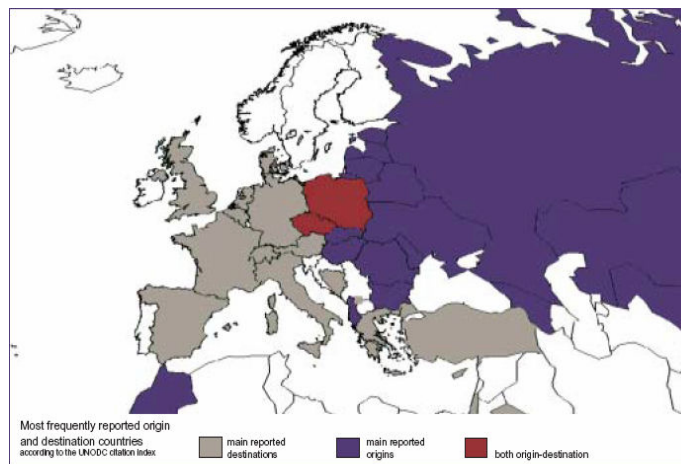 Most frequently reported origin
and destination countries
according to the UNODC citation index
main reported
destinations
main reported
origins
both origin-destination